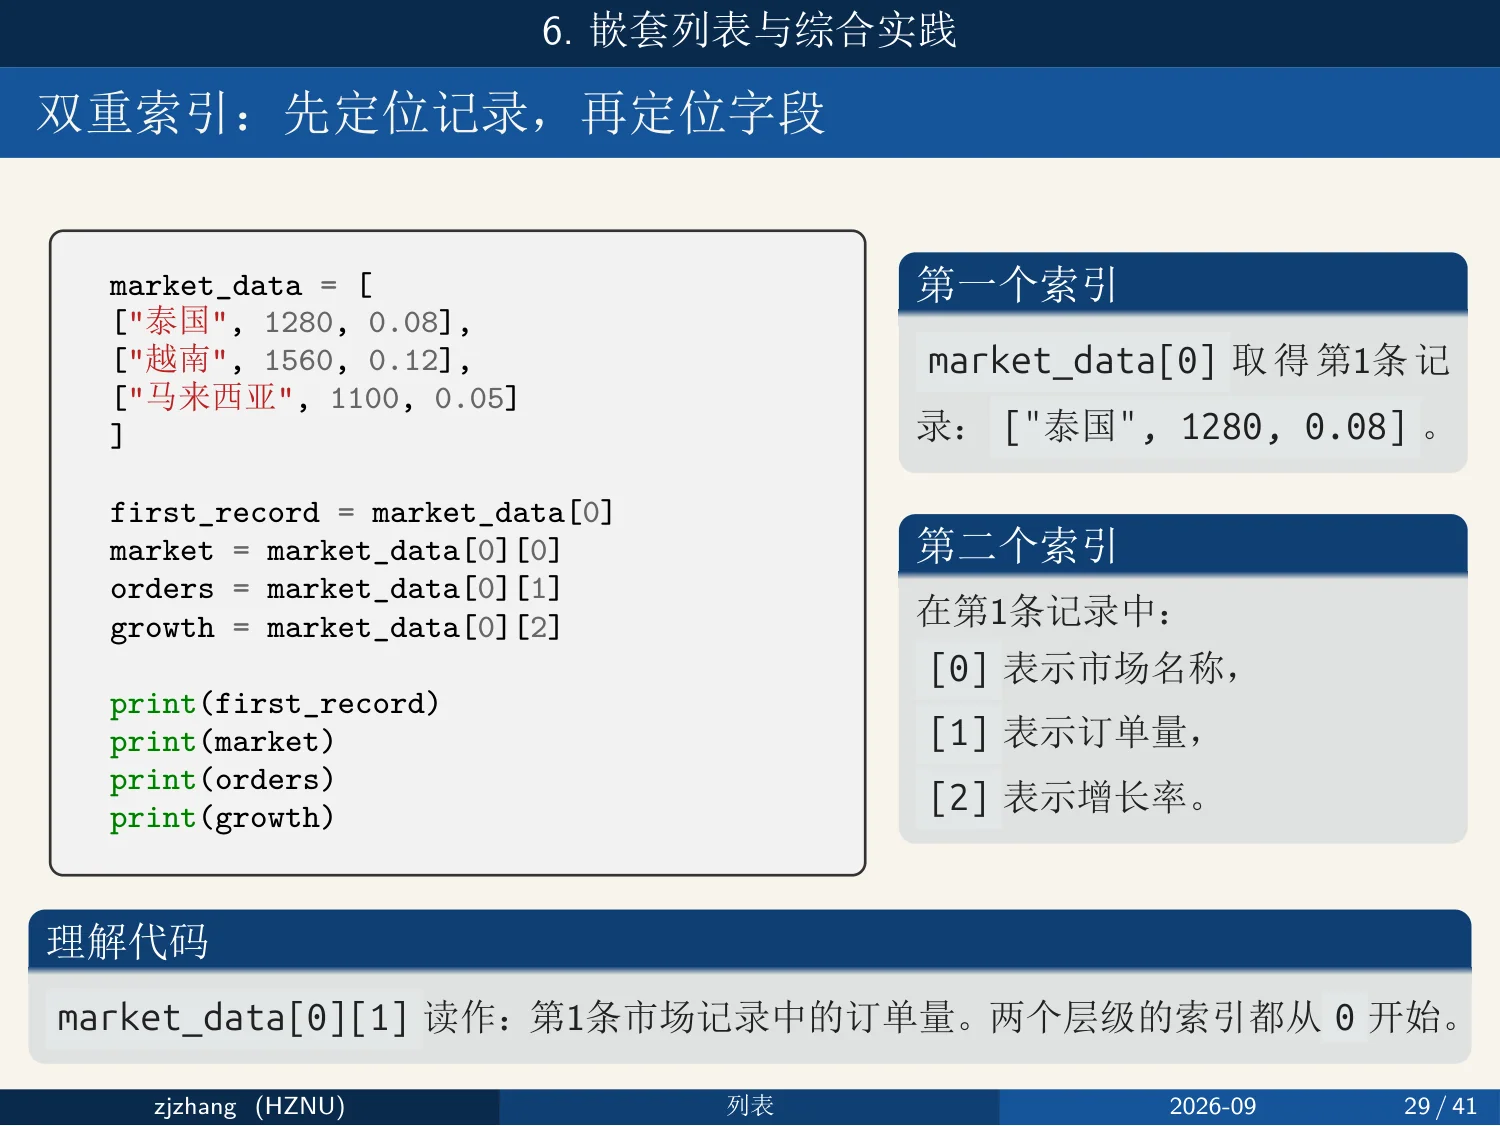 6. 嵌套列表与综合实践
双重索引：先定位记录，再定位字段
market_data = [
["泰国", 1280, 0.08],
["越南", 1560, 0.12],
["马来西亚", 1100, 0.05]
]
first_record = market_data[0]
market = market_data[0][0]
orders = market_data[0][1]
growth = market_data[0][2]
print(first_record)
print(market)
print(orders)
print(growth)
第一个索引
market_data[0] 取得第1条记
录： ["泰国", 1280, 0.08] 。
第二个索引
在第1条记录中：
[0] 表示市场名称，
[1] 表示订单量，
[2] 表示增长率。
理解代码
market_data[0][1] 读作：第1条市场记录中的订单量。两个层级的索引都从 0 开始。
zjzhang (HZNU) 列表 2026-09 29 / 41